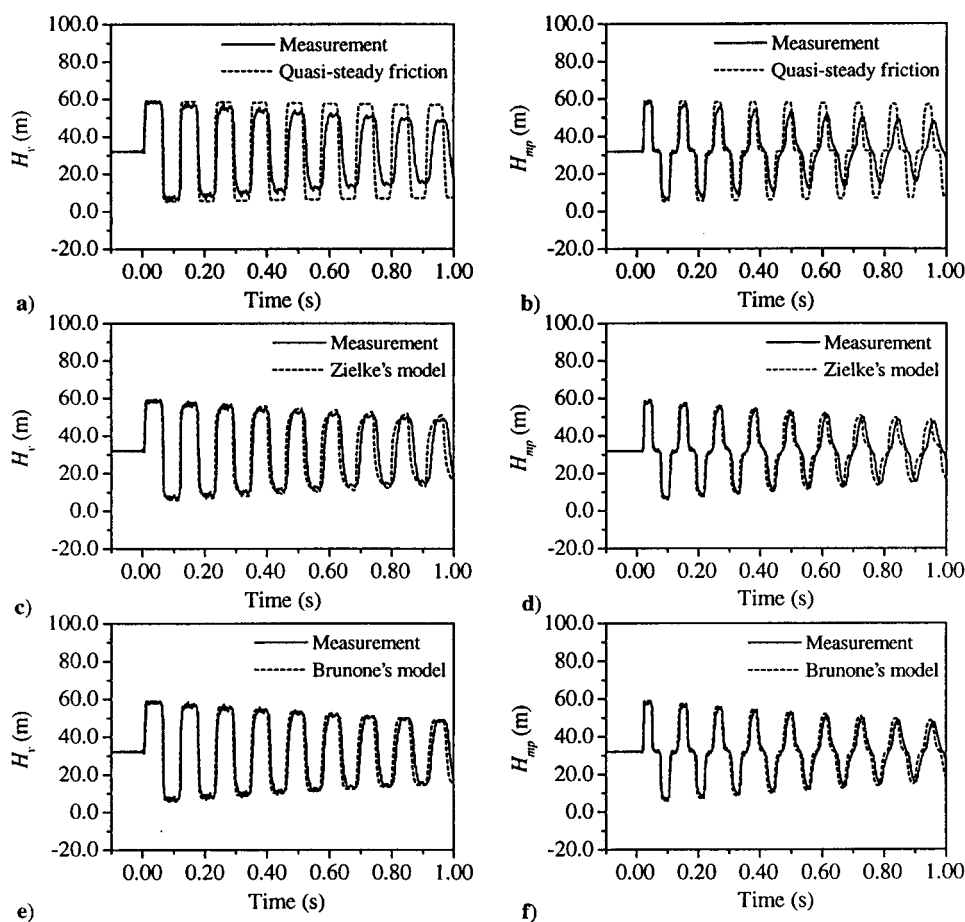 100.0
80.0
60.0
40.0
20.0
0.0
-20.0
H_v (m)
Measurement
Quasi-steady friction
0.00 0.20 0.40 0.60 0.80 1.00
Time (s)
a)
100.0
80.0
60.0
40.0
20.0
0.0
-20.0
H_mp (m)
Measurement
Quasi-steady friction
0.00 0.20 0.40 0.60 0.80 1.00
Time (s)
b)
100.0
80.0
60.0
40.0
20.0
0.0
-20.0
H_v (m)
Measurement
Zielke's model
0.00 0.20 0.40 0.60 0.80 1.00
Time (s)
c)
100.0
80.0
60.0
40.0
20.0
0.0
-20.0
H_mp (m)
Measurement
Zielke's model
0.00 0.20 0.40 0.60 0.80 1.00
Time (s)
d)
100.0
80.0
60.0
40.0
20.0
0.0
-20.0
H_v (m)
Measurement
Brunone's model
0.00 0.20 0.40 0.60 0.80 1.00
Time (s)
e)
100.0
80.0
60.0
40.0
20.0
0.0
-20.0
H_mp (m)
Measurement
Brunone's model
0.00 0.20 0.40 0.60 0.80 1.00
Time (s)
f)